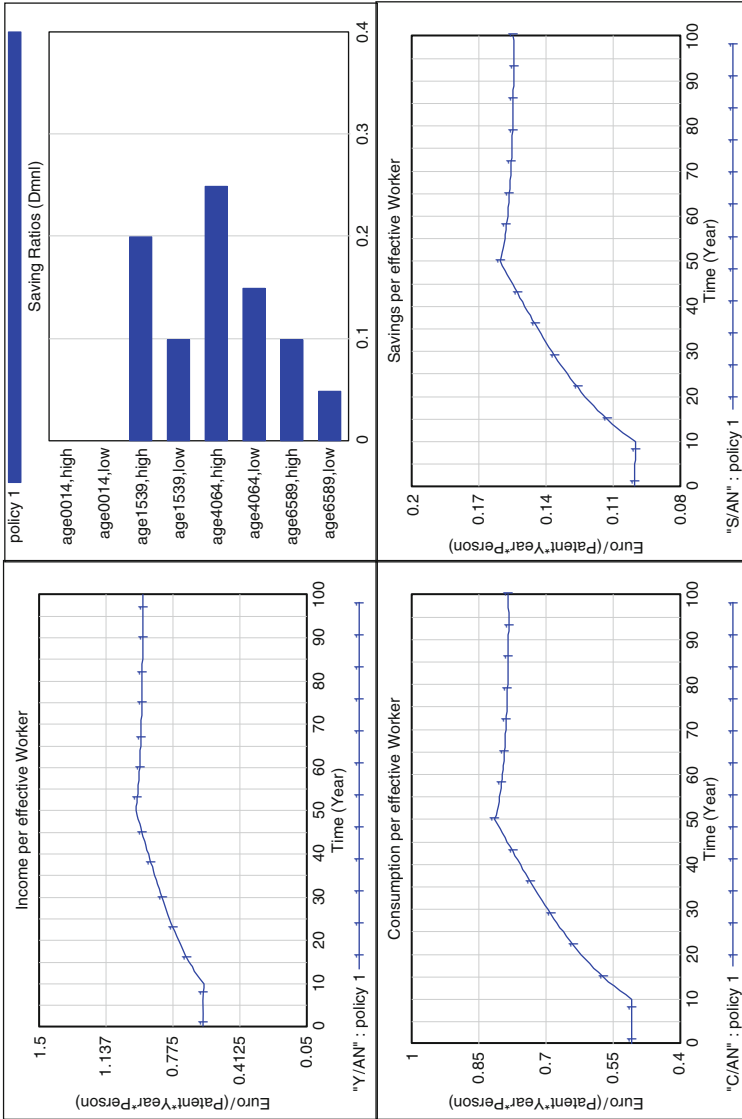 Income per effective Worker
Euro/(Patent*Year*Person)
1.5
1.137
0.775
0.4125
0.05
0 10 20 30 40 50 60 70 80 90 100
Time (Year)
"Y/AN" : policy 1
policy 1
Saving Ratios (Dmnl)
age0014,high
age0014,low
age1539,high
age1539,low
age4064,high
age4064,low
age6589,high
age6589,low
0 0.1 0.2 0.3 0.4
Consumption per effective Worker
Euro/(Patent*Year*Person)
1
0.85
0.7
0.55
0.4
0 10 20 30 40 50 60 70 80 90 100
Time (Year)
"C/AN" : policy 1
Savings per effective Worker
Euro/(Patent*Year*Person)
0.2
0.17
0.14
0.11
0.08
0 10 20 30 40 50 60 70 80 90 100
Time (Year)
"S/AN" : policy 1